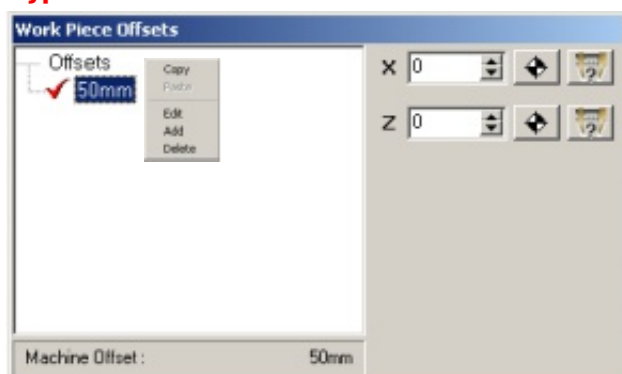 Work Piece Offsets
Offsets
50mm
Copy
Paste
Edit
Add
Delete
X 0
Z 0
Machine Offset : 50mm